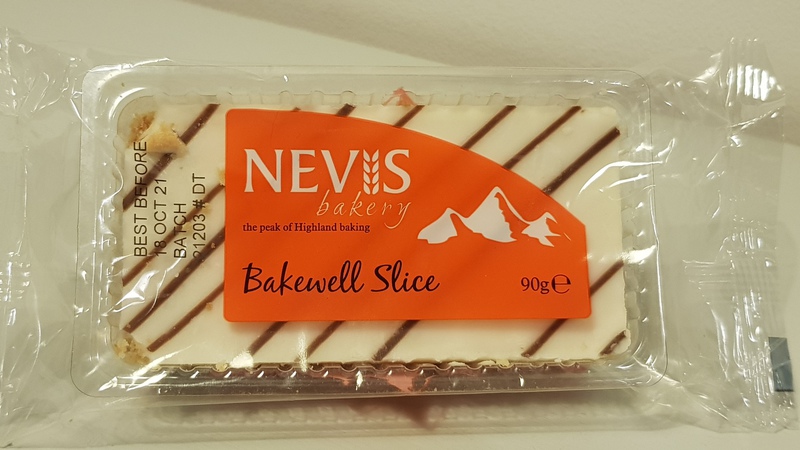 BEST BEFORE
18 OCT 21
BATCH
21203 # DT
NEVIS
bakery
the peak of Highland baking
Bakewell Slice
90g℮